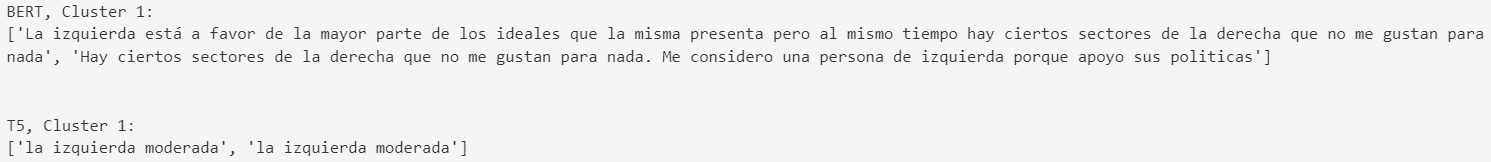 BERT, Cluster 1:
['La izquierda está a favor de la mayor parte de los ideales que la misma presenta pero al mismo tiempo hay ciertos sectores de la derecha que no me gustan para
nada', 'Hay ciertos sectores de la derecha que no me gustan para nada. Me considero una persona de izquierda porque apoyo sus politicas']
T5, Cluster 1:
['la izquierda moderada', 'la izquierda moderada']